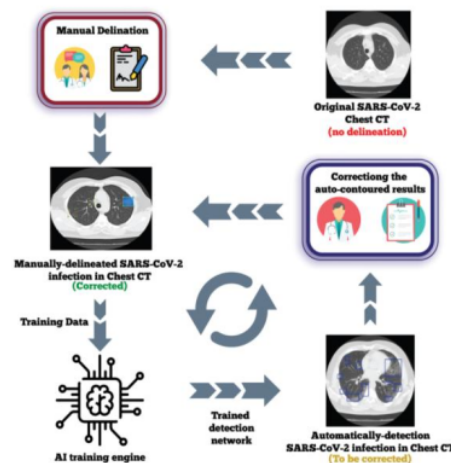 Manual Delination
Original SARS-CoV-2
Chest CT
(no delineation)
Correctiong the
auto-contoured results
Manually-delineated SARS-CoV-2
infection in Chest CT
(Corrected)
Training Data
Trained
detection
network
AI training engine
Automatically-detection
SARS-CoV-2 infection in Chest CT
(To be corrected)